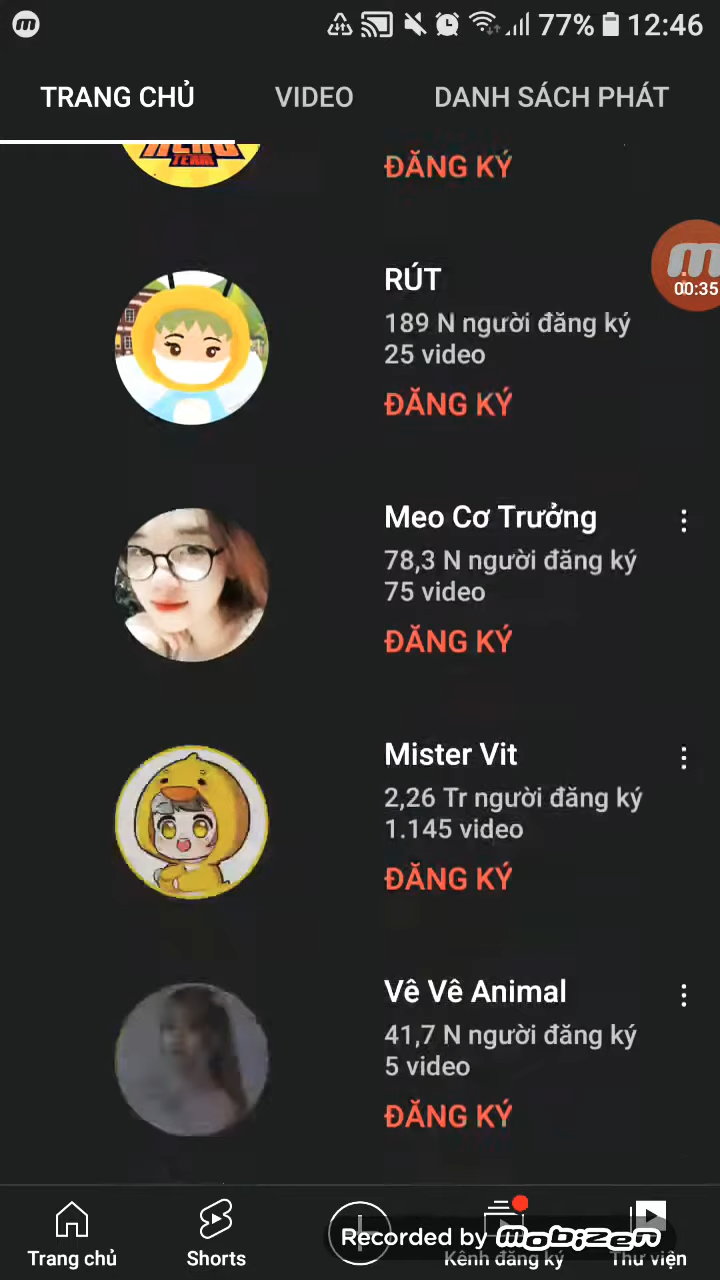 77% 12:46
TRANG CHỦ VIDEO DANH SÁCH PHÁT
TEAM
ĐĂNG KÝ
00:35
RÚT
189 N người đăng ký
25 video
ĐĂNG KÝ
Meo Cơ Trưởng
78,3 N người đăng ký
75 video
ĐĂNG KÝ
Mister Vit
2,26 Tr người đăng ký
1.145 video
ĐĂNG KÝ
Vê Vê Animal
41,7 N người đăng ký
5 video
ĐĂNG KÝ
Recorded by mobizen
Trang chủ Shorts Kênh đăng ký Thư viện